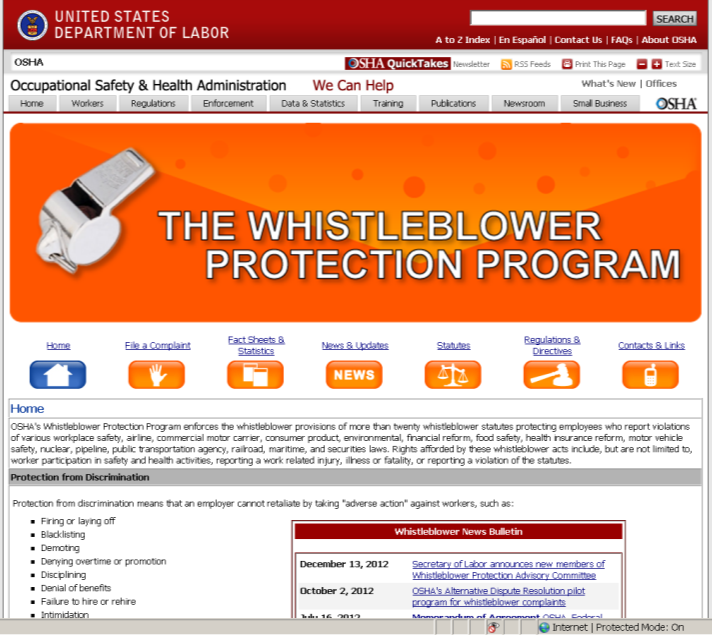 UNITED STATES
DEPARTMENT OF LABOR
SEARCH
A to Z Index | En Español | Contact Us | FAQs | About OSHA
OSHA
OSHA QuickTakes Newsletter RSS Feeds Print This Page Text Size
Occupational Safety & Health Administration We Can Help
What's New | Offices
Home Workers Regulations Enforcement Data & Statistics Training Publications Newsroom Small Business OSHA
THE WHISTLEBLOWER
PROTECTION PROGRAM
Home File a Complaint Fact Sheets & Statistics News & Updates Statutes Regulations & Directives Contacts & Links
NEWS
Home
OSHA's Whistleblower Protection Program enforces the whistleblower provisions of more than twenty whistleblower statutes protecting employees who report violations
of various workplace safety, airline, commercial motor carrier, consumer product, environmental, financial reform, food safety, health insurance reform, motor vehicle
safety, nuclear, pipeline, public transportation agency, railroad, maritime, and securities laws. Rights afforded by these whistleblower acts include, but are not limited to,
worker participation in safety and health activities, reporting a work related injury, illness or fatality, or reporting a violation of the statutes.
Protection from Discrimination
Protection from discrimination means that an employer cannot retaliate by taking "adverse action" against workers, such as:
Firing or laying off
Blacklisting
Demoting
Denying overtime or promotion
Disciplining
Denial of benefits
Failure to hire or rehire
Intimidation
Whistleblower News Bulletin
December 13, 2012 Secretary of Labor announces new members of
Whistleblower Protection Advisory Committee
October 2, 2012 OSHA's Alternative Dispute Resolution pilot
program for whistleblower complaints
July 16, 2012 Memorandum of Agreement OSHA, Federal
Internet | Protected Mode: On